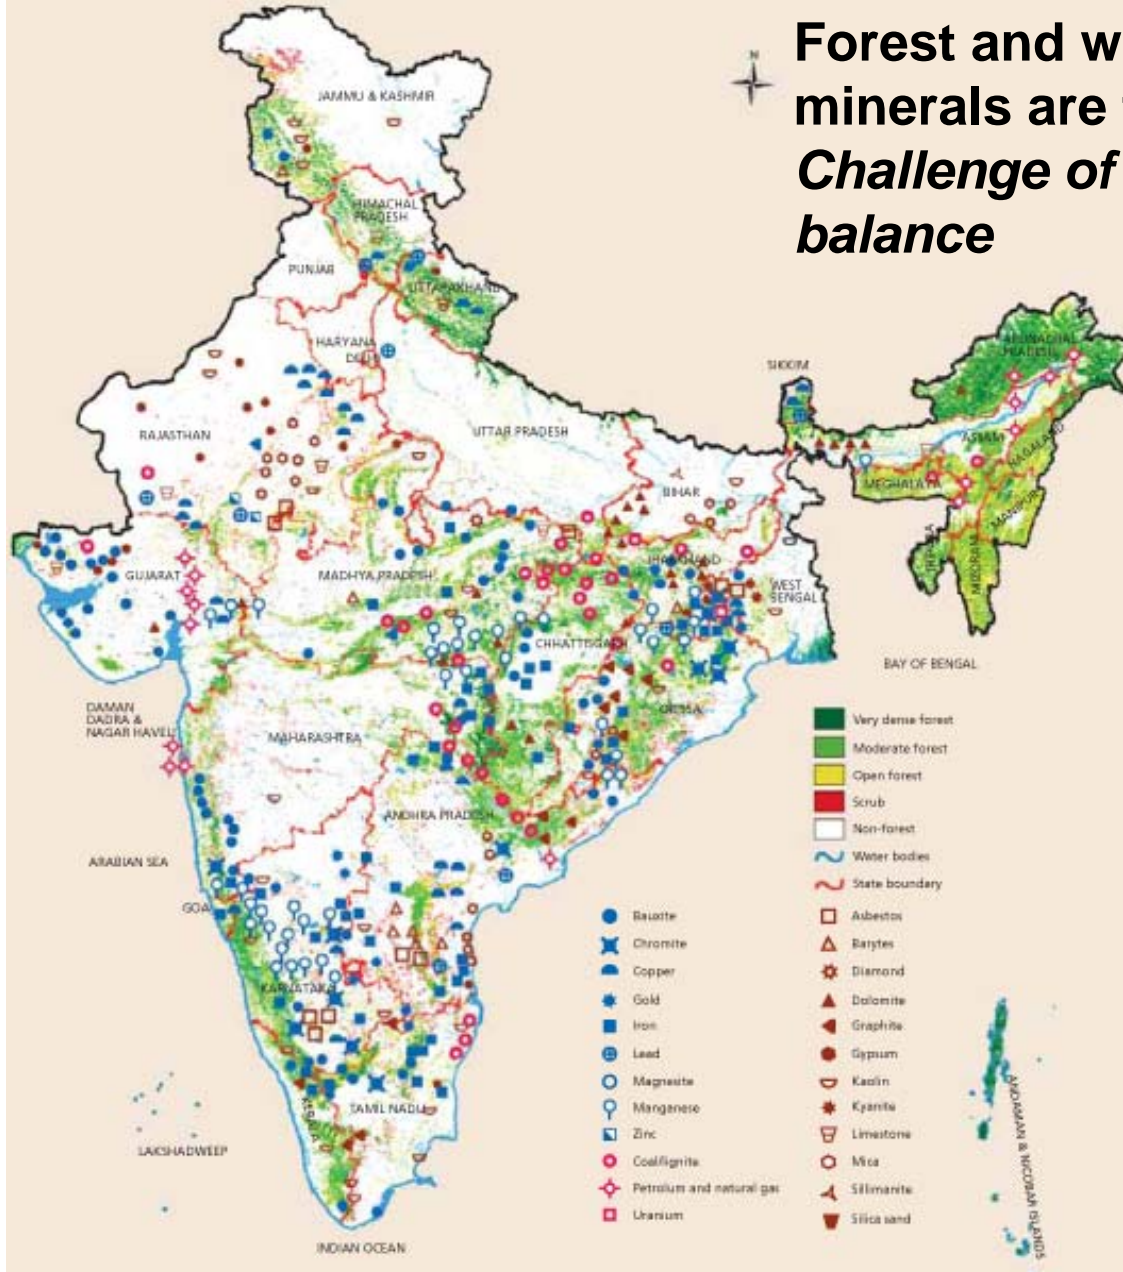 Forest and w
minerals are
Challenge of
balance
N
JAMMU & KASHMIR
HIMACHAL
PRADESH
PUNJAB
UTTARAKHAND
HARYANA
DELHI
ARUNACHAL
PRADESH
SIKKIM
RAJASTHAN
UTTAR PRADESH
ASSAM
NAGALAND
BIHAR
MEGHALAYA
MANIPUR
TRIPURA
MIZORAM
GUJARAT
MADHYA PRADESH
JHARKHAND
WEST
BENGAL
CHHATTISGARH
BAY OF BENGAL
ORISSA
DAMAN
DADRA &
NAGAR HAVELI
MAHARASHTRA
ANDHRA PRADESH
ARABIAN SEA
GOA
KARNATAKA
KERALA
TAMIL NADU
LAKSHADWEEP
INDIAN OCEAN
ANDAMAN & NICOBAR ISLANDS
Very dense forest
Moderate forest
Open forest
Scrub
Non-forest
Water bodies
State boundary
Bauxite
Chromite
Copper
Gold
Iron
Lead
Magnesite
Manganese
Zinc
Coal/lignite
Petrolum and natural gas
Uranium
Asbestos
Barytes
Diamond
Dolomite
Graphite
Gypsum
Kaolin
Kyanite
Limestone
Mica
Sillimanite
Silica sand